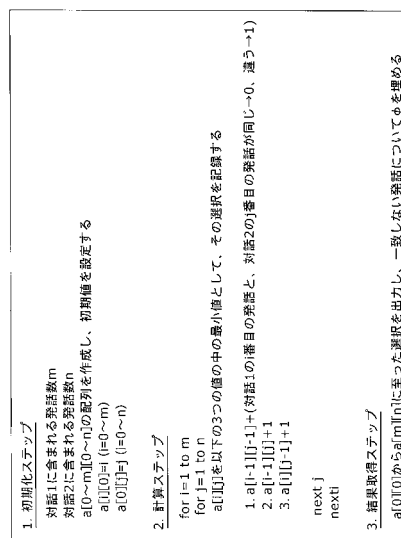 1. 初期化ステップ
対話1に含まれる発話数m
対話2に含まれる発話数n
a[0~m][0~n]の配列を作成し、初期値を設定する
a[i][0]=i (i=0~m)
a[0][j]=j (i=0~n)
2. 計算ステップ
for i=1 to m
for j=1 to n
a[i][j]を以下の3つの値の中の最小値として、その選択を記録する
1. a[i-1][j-1]+(対話1のi番目の発話と、対話2のj番目の発話が同じ→0、違う→1)
2. a[i-1][j]+1
3. a[i][j-1]+1
next j
nexti
3. 結果取得ステップ
a[0][0]からa[m][n]に至った選択を出力し、一致しない発話についてφを埋める